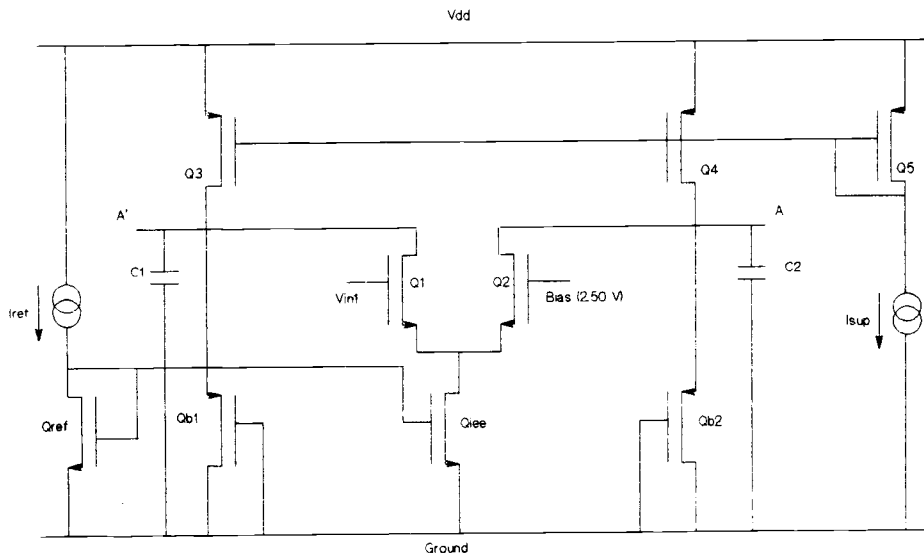 Vdd
Q3
Q4
Q5
A'
A
C1
Q1
Q2
C2
Vin1
Bias (2.50 V)
Iref
Isup
Qref
Qb1
Qiee
Qb2
Ground